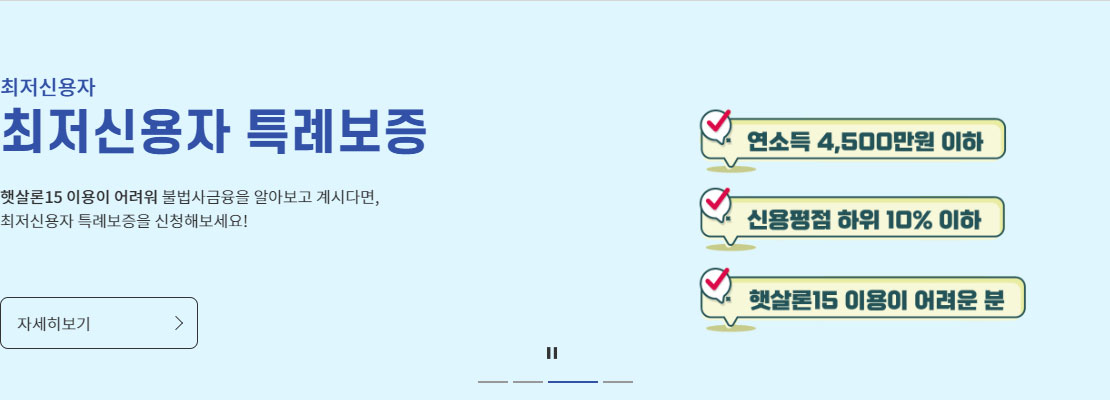 최저신용자
최저신용자 특례보증
햇살론15 이용이 어려워 불법사금융을 알아보고 계시다면,
최저신용자 특례보증을 신청해보세요!
자세히보기
연소득 4,500만원 이하
신용평점 하위 10% 이하
햇살론15 이용이 어려운 분